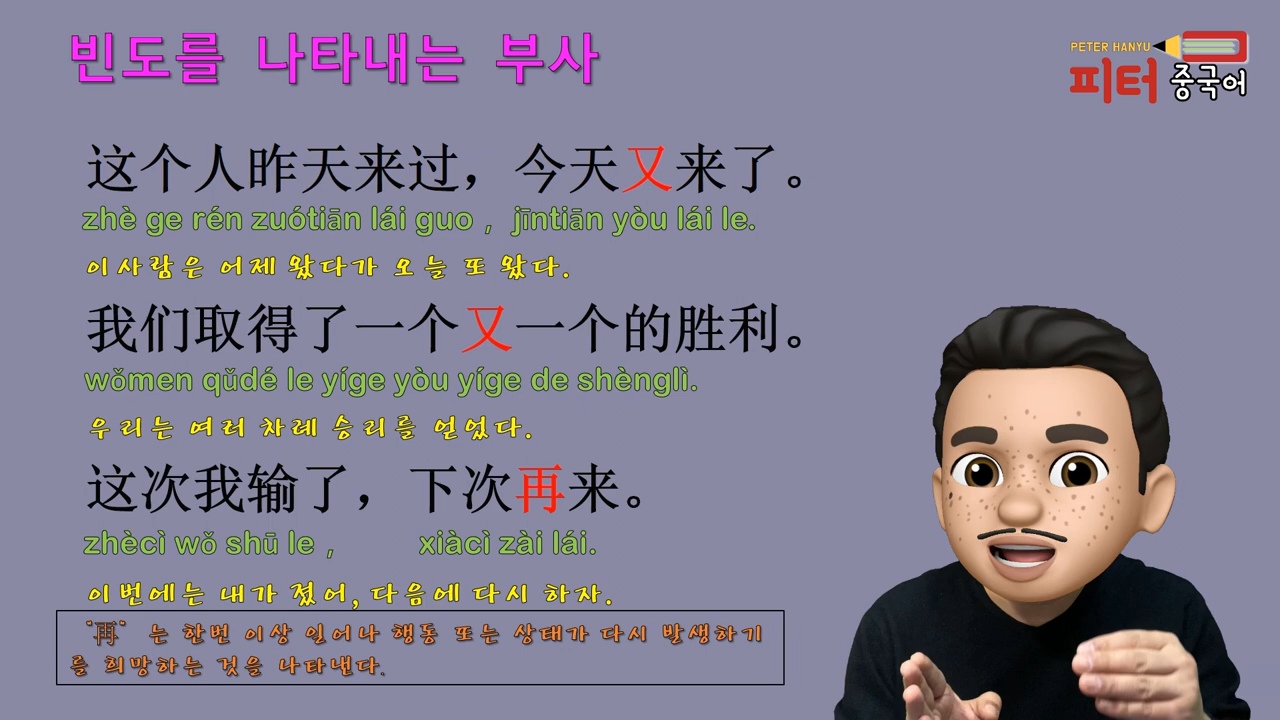 빈도를 나타내는 부사
PETER HANYU
피터 중국어
这个人昨天来过，今天又来了。
zhè ge rén zuótiān lái guo， jīntiān yòu lái le.
이 사람은 어제 왔다가 오늘 또 왔다.
我们取得了一个又一个的胜利。
wǒmen qǔdé le yíge yòu yíge de shènglì.
우리는 여러 차례 승리를 얻었다.
这次我输了，下次再来。
zhècì wǒ shū le， xiàcì zài lái.
이번에는 내가 졌어, 다음에 다시 하자.
"再" 는 한번 이상 일어나 행동 또는 상태가 다시 발생하기
를 희망하는 것을 나타낸다.